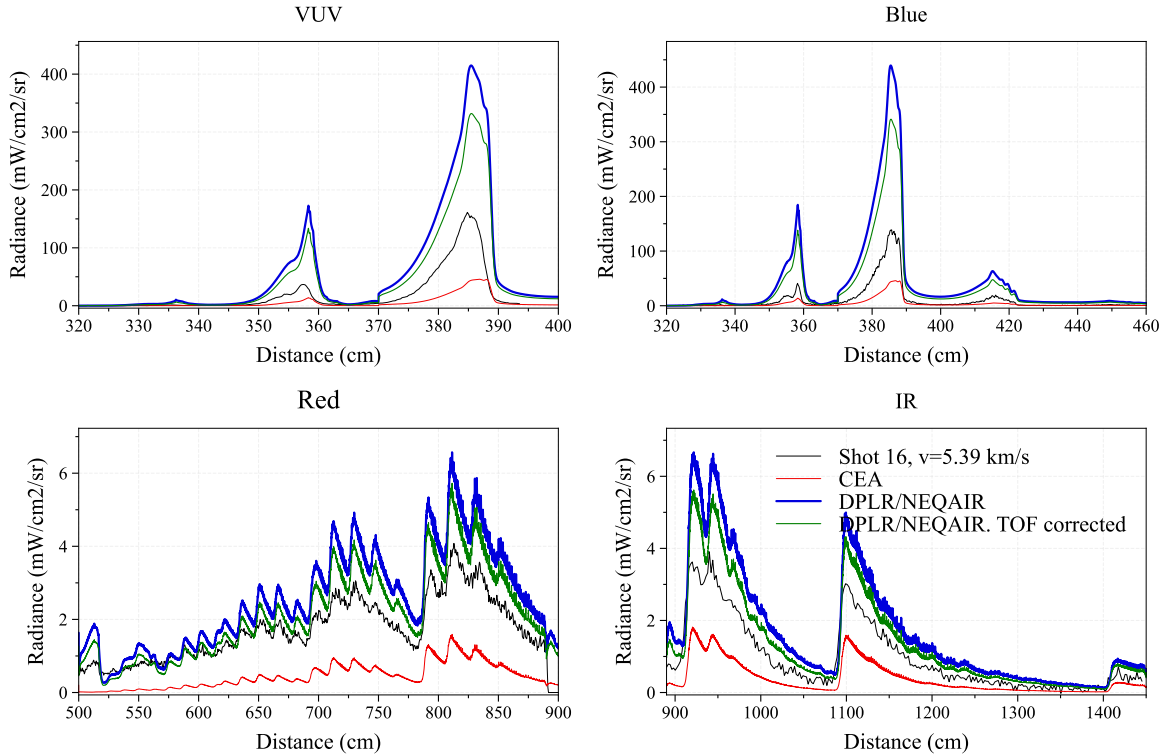 VUV
Blue
Radiance (mW/cm2/sr)
400
300
200
100
0
320 330 340 350 360 370 380 390 400
Distance (cm)
Radiance (mW/cm2/sr)
400
300
200
100
0
320 340 360 380 400 420 440 460
Distance (cm)
Red
IR
Radiance (mW/cm2/sr)
6
4
2
0
500 550 600 650 700 750 800 850 900
Distance (cm)
Radiance (mW/cm2/sr)
6
4
2
0
900 1000 1100 1200 1300 1400
Distance (cm)
Shot 16, v=5.39 km/s
CEA
DPLR/NEQAIR
DPLR/NEQAIR. TOF corrected